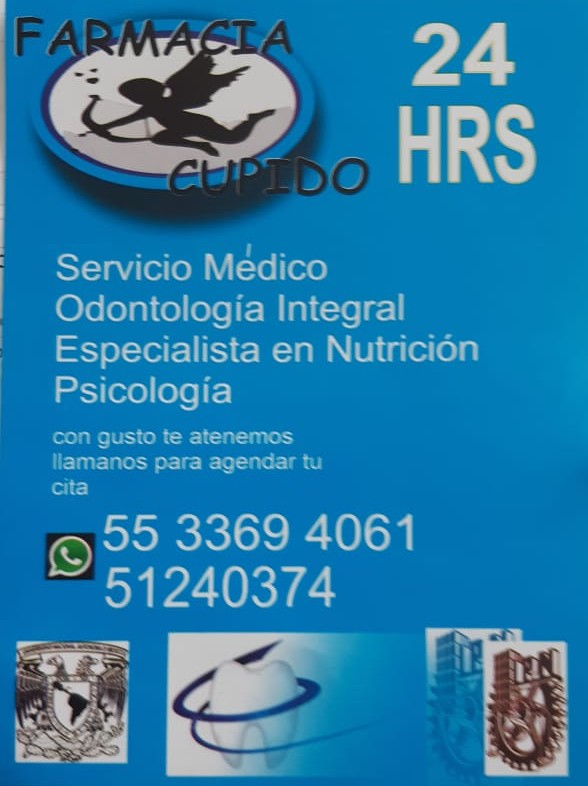 FARMACIA
CUPIDO
24
HRS
Servicio Médico
Odontología Integral
Especialista en Nutrición
Psicología
con gusto te atenemos
llamanos para agendar tu
cita
55 3369 4061
51240374
IPN